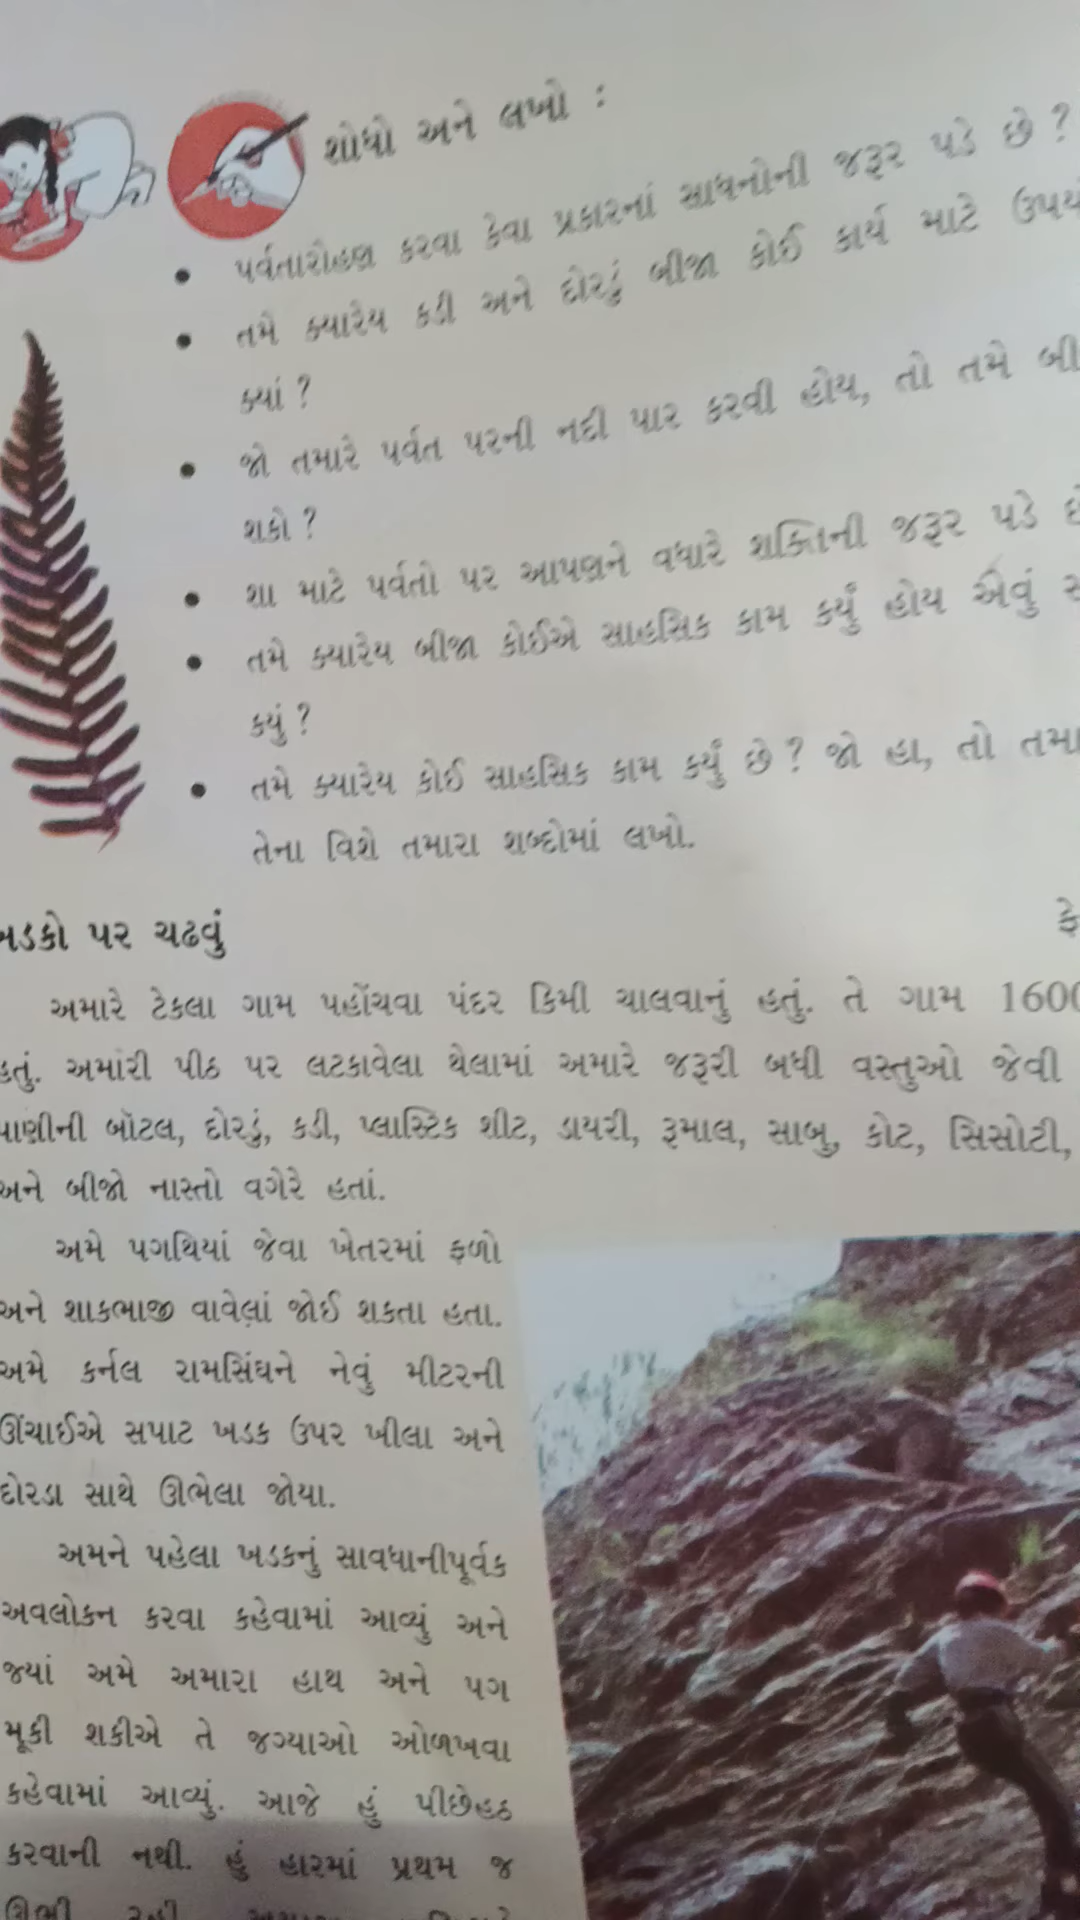 શોધો અને લખો :
• પર્વતારોહણ કરવા કેવા પ્રકારનાં સાધનોની જરૂર પડે છે ?
• તમે ક્યારેય કડી અને દોરડું બીજા કોઈ કાર્ય માટે
ક્યાં ?
• જો તમારે પર્વત પરની નદી પાર કરવી હોય, તો તમે
શકો ?
• શા માટે પર્વતો પર આપણને વધારે શક્તિની જરૂર પડે
• તમે ક્યારેય બીજા કોઈએ સાહસિક કામ કર્યું હોય એવું
કયું ?
• તમે ક્યારેય કોઈ સાહસિક કામ કર્યું છે ? જો હા, તો
તેના વિશે તમારા શબ્દોમાં લખો.
પર ચઢવું
અમારે ટેકલા ગામ પહોંચવા પંદર કિમી ચાલવાનું હતું. તે ગામ
હતું. અમારી પીઠ પર લટકાવેલા થેલામાં અમારે જરૂરી બધી વસ્તુઓ જેવી
પાણીની બૉટલ, દોરડું, કડી, પ્લાસ્ટિક શીટ, ડાયરી, રૂમાલ, સાબુ, કોટ, સિસોટી,
અને બીજો નાસ્તો વગેરે હતાં.
અમે પગથિયાં જેવા ખેતરમાં ફળો
અને શાકભાજી વાવેલાં જોઈ શકતા હતા.
અમે કર્નલ રામસિંઘને નેવું મીટરની
ઊંચાઈએ સપાટ ખડક ઉપર ખીલા અને
દોરડા સાથે ઊભેલા જોયા.
અમને પહેલા ખડકનું સાવધાનીપૂર્વક
અવલોકન કરવા કહેવામાં આવ્યું અને
જ્યાં અમે અમારા હાથ અને પગ
મૂકી શકીએ તે જગ્યાઓ ઓળખવા
કહેવામાં આવ્યું. આજે હું પીછેહઠ
કરવાની નથી. હું હારમાં પ્રથમ જ